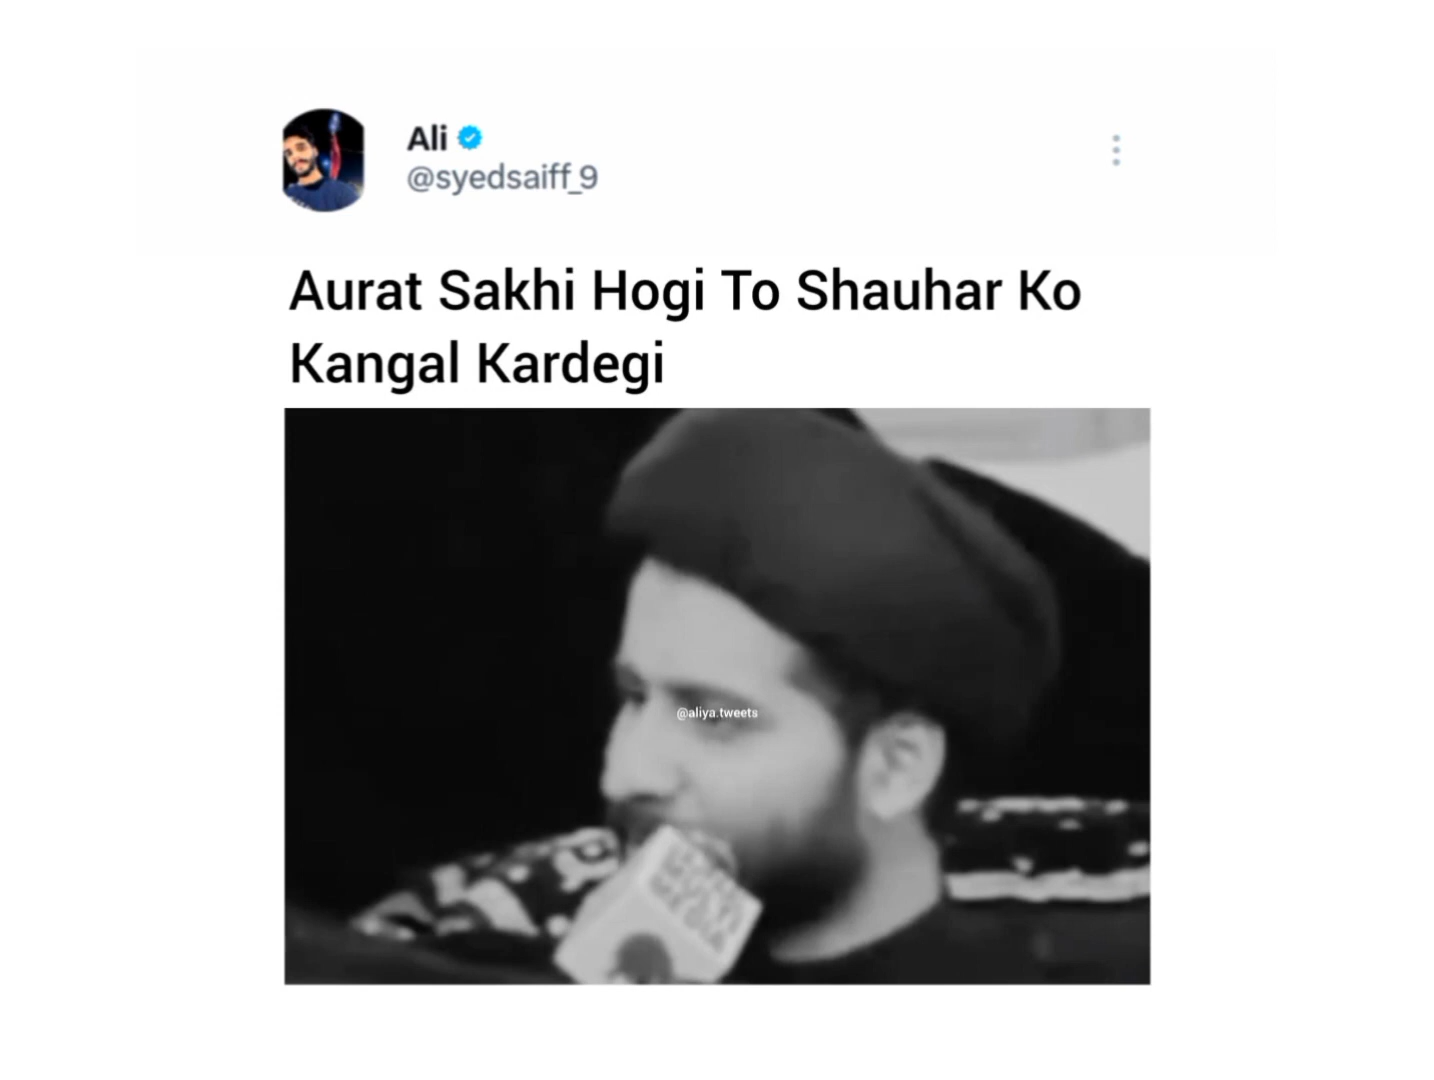 Ali
@syedsaiff_9
Aurat Sakhi Hogi To Shauhar Ko
Kangal Kardegi
@aliya.tweets